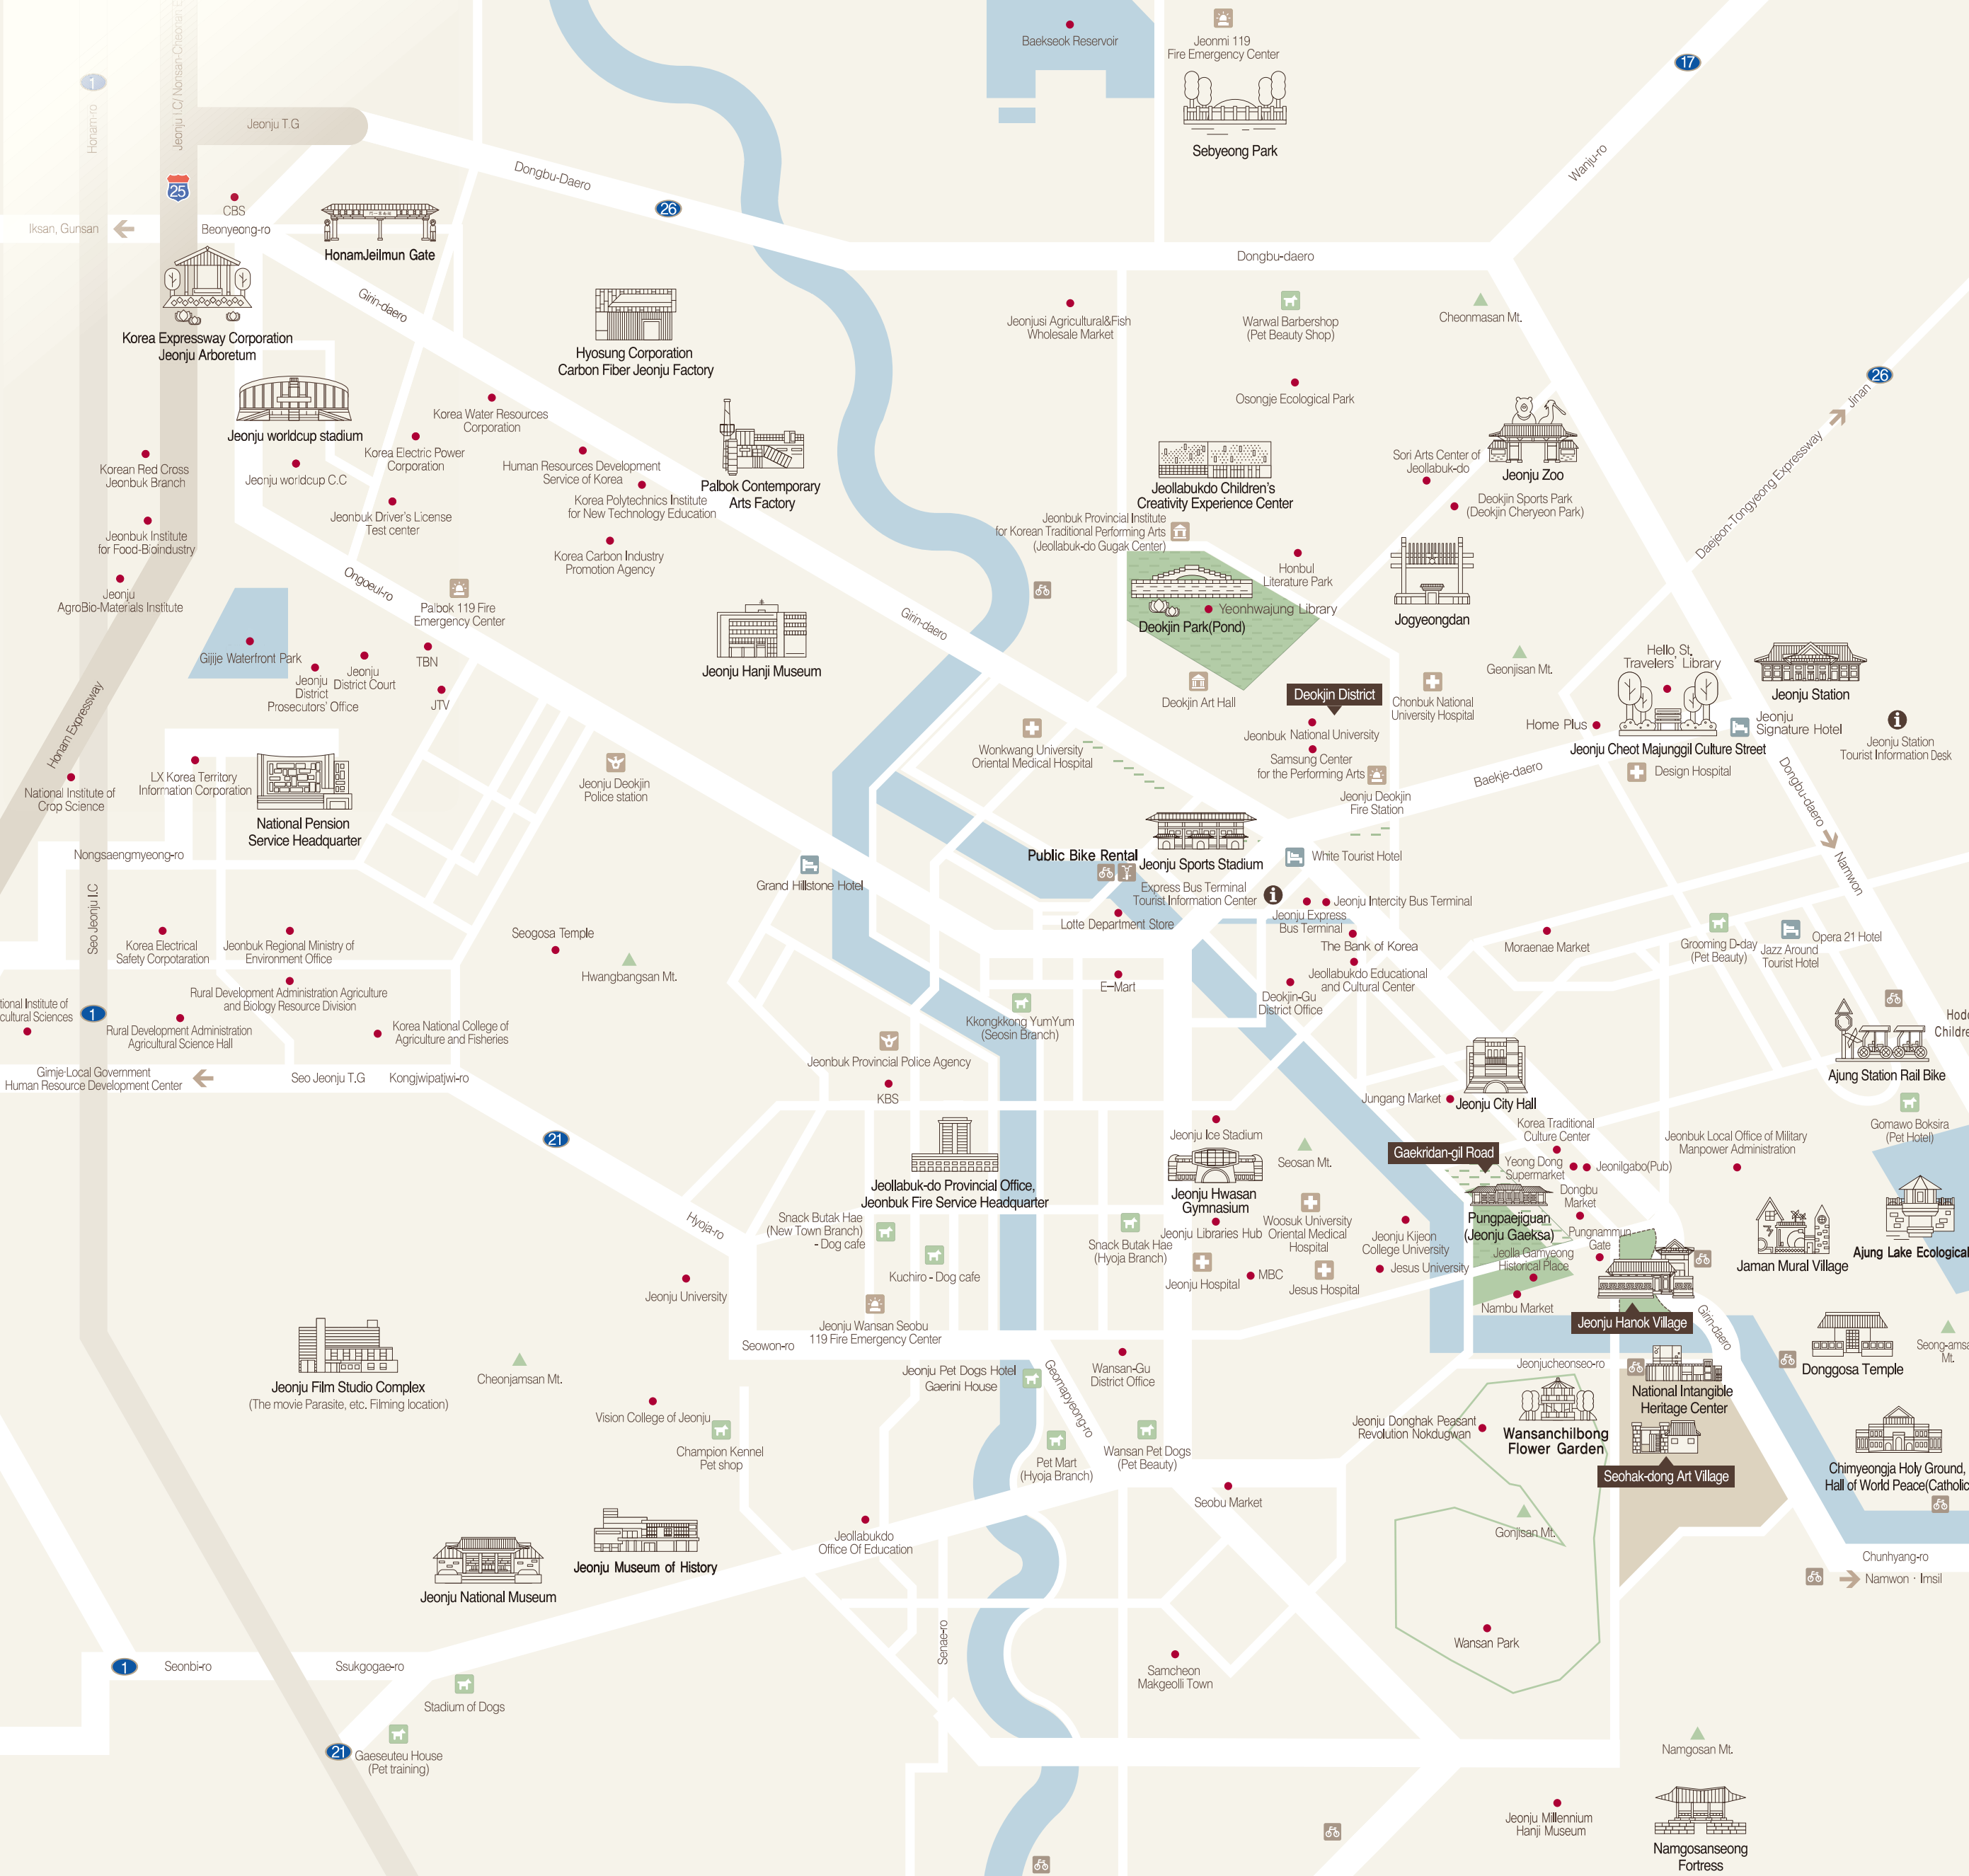 Baekseok Reservoir
Jeonmi 119
Fire Emergency Center
Sebyeong Park
17
1
Honam-ro
Jeonju I.C/ Nonsan-Cheonan
Jeonju T.G
25
Dongbu-Daero
26
Wanju-ro
CBS
Beonyeong-ro
Iksan, Gunsan
HonamJeilmun Gate
Dongbu-daero
Korea Expressway Corporation
Jeonju Arboretum
Girin-daero
Hyosung Corporation
Carbon Fiber Jeonju Factory
Jeonjusi Agricultural&Fish
Wholesale Market
Warwal Barbershop
(Pet Beauty Shop)
Cheonmasan Mt.
26
Jinan
Daejeon-Tongyeong Expressway
Osongje Ecological Park
Jeonju worldcup stadium
Jeonju worldcup C.C
Korea Water Resources
Corporation
Korea Electric Power
Corporation
Human Resources Development
Service of Korea
Korea Polytechnics Institute
for New Technology Education
Palbok Contemporary
Arts Factory
Korean Red Cross
Jeonbuk Branch
Jeonbuk Driver's License
Test center
Jeonbuk Institute
for Food-Bioindustry
Korea Carbon Industry
Promotion Agency
Jeonju
AgroBio-Materials Institute
Jeollabukdo Children's
Creativity Experience Center
Sori Arts Center of
Jeollabuk-do
Jeonju Zoo
Deokjin Sports Park
(Deokjin Cheryeon Park)
Jeonbuk Provincial Institute
for Korean Traditional Performing Arts
(Jeollabuk-do Gugak Center)
Honbul
Literature Park
Yeonhwajung Library
Deokjin Park(Pond)
Jogyeongdan
Ongoeul-ro
Palbok 119 Fire
Emergency Center
Girin-daero
Gijije Waterfront Park
Jeonju
District
Prosecutors' Office
Jeonju
District Court
TBN
JTV
Jeonju Hanji Museum
Geonjisan Mt.
Hello, St.
Travelers' Library
Jeonju Station
Deokjin Art Hall
Deokjin District
Chonbuk National
University Hospital
Jeonbuk National University
Samsung Center
for the Performing Arts
Home Plus
Jeonju
Signature Hotel
Jeonju Cheot Majunggil Culture Street
Jeonju Station
Tourist Information Desk
Design Hospital
Honam Expressway
Wonkwang University
Oriental Medical Hospital
LX Korea Territory
Information Corporation
National Institute of
Crop Science
National Pension
Service Headquarter
Jeonju Deokjin
Police station
Jeonju Deokjin
Fire Station
Baekje-daero
Dongbu-daero
Namwon
Nongsaengmyeong-ro
Public Bike Rental
Jeonju Sports Stadium
White Tourist Hotel
Grand Hillstone Hotel
Express Bus Terminal
Tourist Information Center
Jeonju Intercity Bus Terminal
Jeonju Express
Bus Terminal
Lotte Department Store
Seo Jeonju I.C
Korea Electrical
Safety Corpotaration
Jeonbuk Regional Ministry of
Environment Office
Seogosa Temple
Hwangbangsan Mt.
The Bank of Korea
Jeollabukdo Educational
and Cultural Center
Moraenae Market
Grooming D-day
(Pet Beauty)
Jazz Around
Tourist Hotel
Opera 21 Hotel
E-Mart
Deokjin-Gu
District Office
Rural Development Administration Agriculture
and Biology Resource Division
tional Institute of
cultural Sciences
1
Rural Development Administration
Agricultural Science Hall
Korea National College of
Agriculture and Fisheries
Kkongkkong YumYum
(Seosin Branch)
Hodo
Childre
Gimje·Local Government
Human Resource Development Center
Seo Jeonju T.G
Kongjwipatjwi-ro
Jeonbuk Provincial Police Agency
KBS
Ajung Station Rail Bike
Jungang Market
Jeonju City Hall
21
Jeonju Ice Stadium
Gomawo Boksira
(Pet Hotel)
Korea Traditional
Culture Center
Jeonbuk Local Office of Military
Manpower Administration
Gaekridan-gil Road
Seosan Mt.
Yeong Dong
Supermarket
Jeonilgabo(Pub)
Dongbu
Market
Jeollabuk-do Provincial Office,
Jeonbuk Fire Service Headquarter
Jeonju Hwasan
Gymnasium
Jeonju Libraries Hub
Woosuk University
Oriental Medical
Hospital
Pungpaejiguan
(Jeonju Gaeksa)
Pungnammun
Gate
Hyoja-ro
Snack Butak Hae
(New Town Branch)
- Dog cafe
Snack Butak Hae
(Hyoja Branch)
Jeonju Kijeon
College University
Jesus University
Jeolla Gamyeong
Historical Place
Jaman Mural Village
Ajung Lake Ecological
Kuchiro - Dog cafe
Jeonju Hospital
MBC
Jesus Hospital
Nambu Market
Jeonju University
Jeonju Hanok Village
Girin-daero
Jeonju Wansan Seobu
119 Fire Emergency Center
Seowon-ro
Jeonjucheonseo-ro
Donggosa Temple
Seong-amsa
Mt.
Jeonju Film Studio Complex
(The movie Parasite, etc. Filming location)
Cheonjamsan Mt.
Jeonju Pet Dogs Hotel
Gaerini House
Geomapyeong-ro
Wansan-Gu
District Office
National Intangible
Heritage Center
Vision College of Jeonju
Champion Kennel
Pet shop
Jeonju Donghak Peasant
Revolution Nokdugwan
Wansanchilbong
Flower Garden
Pet Mart
(Hyoja Branch)
Wansan Pet Dogs
(Pet Beauty)
Seohak-dong Art Village
Chimyeongja Holy Ground,
Hall of World Peace(Catholic
Seobu Market
Jeollabukdo
Office Of Education
Gonjisan Mt.
Jeonju Museum of History
Jeonju National Museum
Chunhyang-ro
Namwon · Imsil
Senae-ro
Wansan Park
1
Seonbi-ro
Ssukgogae-ro
Samcheon
Makgeolli Town
Stadium of Dogs
21
Gaeseuteu House
(Pet training)
Namgosan Mt.
Jeonju Millennium
Hanji Museum
Namgosanseong
Fortress